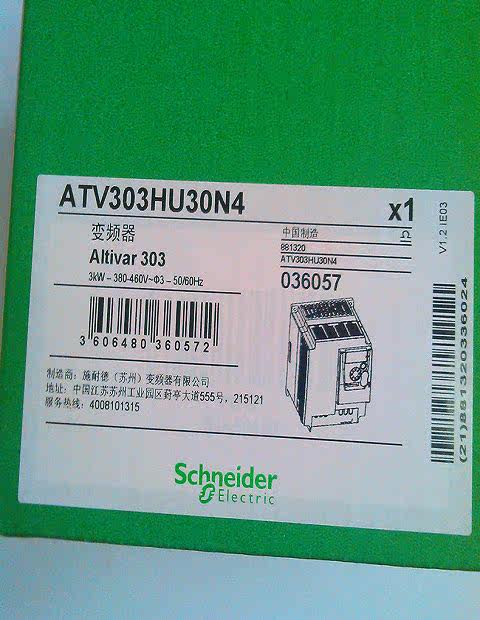 ATV303HU30N4
x1
变频器
Altivar 303
3kW – 380-460V~Φ3 – 50/60Hz
中国制造
881320
ATV303HU30N4
036057
V1.2 IE03
3 606480 360572
制造商: 施耐德 (苏州) 变频器有限公司
地址: 中国江苏苏州工业园区葑亭大道555号, 215121
服务热线: 4008101315
(21)8813203036024
Schneider
Electric